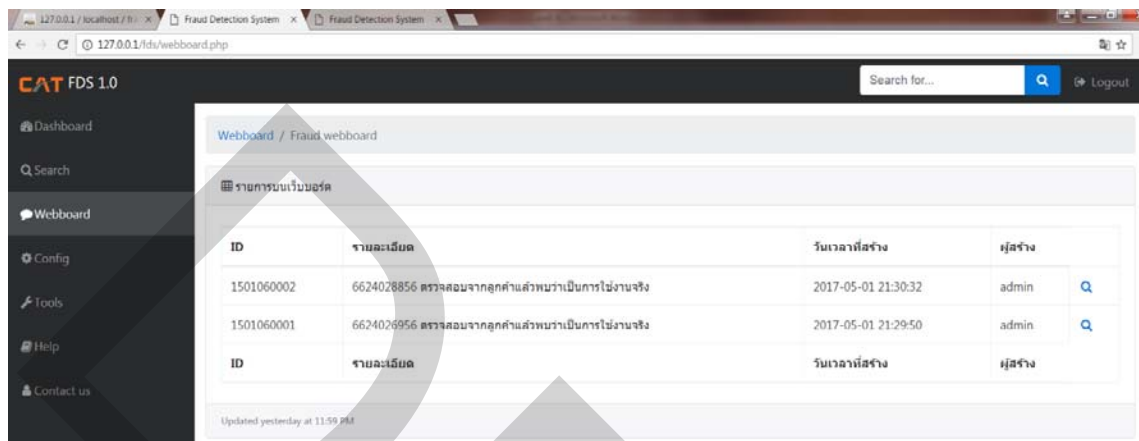 127.0.0.1 / localhost / fr Fraud Detection System Fraud Detection System
127.0.0.1/fds/webboard.php
CAT FDS 1.0 Search for... Logout
Dashboard
Webboard / Fraud webboard
Search
รายการบนเว็บบอร์ด
Webboard
ID รายละเอียด วันเวลาที่สร้าง ผู้สร้าง
Config
1501060002 6624028856 ตรวจสอบจากลูกค้าแล้วพบว่าเป็นการใช้งานจริง 2017-05-01 21:30:32 admin
Tools
1501060001 6624026956 ตรวจสอบจากลูกค้าแล้วพบว่าเป็นการใช้งานจริง 2017-05-01 21:29:50 admin
Help
ID รายละเอียด วันเวลาที่สร้าง ผู้สร้าง
Contact us
Updated yesterday at 11:59 PM